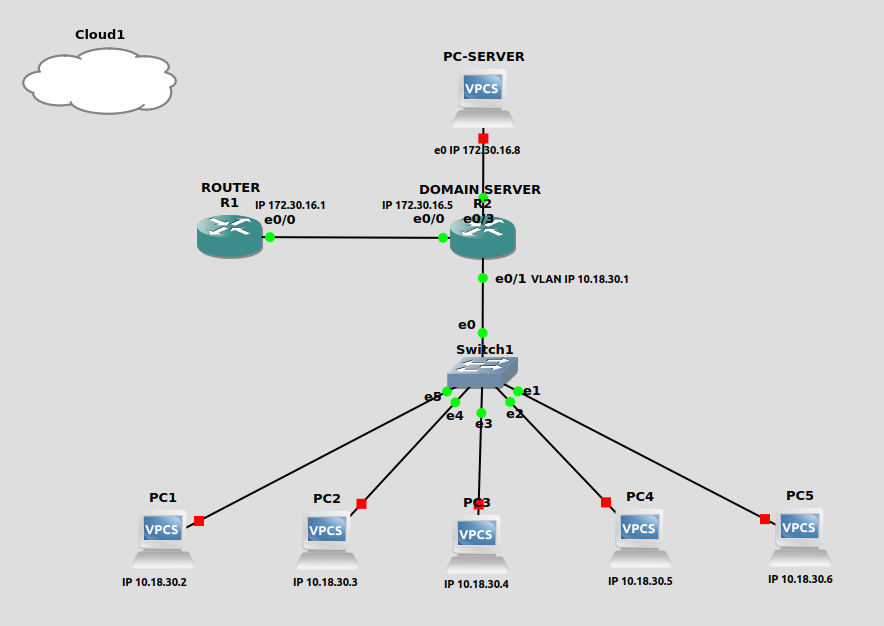 Cloud1
PC-SERVER
VPCS
e0 IP 172.30.16.8
ROUTER
R1
IP 172.30.16.1
e0/0
DOMAIN SERVER
R2
IP 172.30.16.5
e0/0
e0/3
e0/1 VLAN IP 10.18.30.1
e0
Switch1
e5
e4
e3
e2
e1
PC1
VPCS
IP 10.18.30.2
PC2
VPCS
IP 10.18.30.3
PC3
VPCS
IP 10.18.30.4
PC4
VPCS
IP 10.18.30.5
PC5
VPCS
IP 10.18.30.6